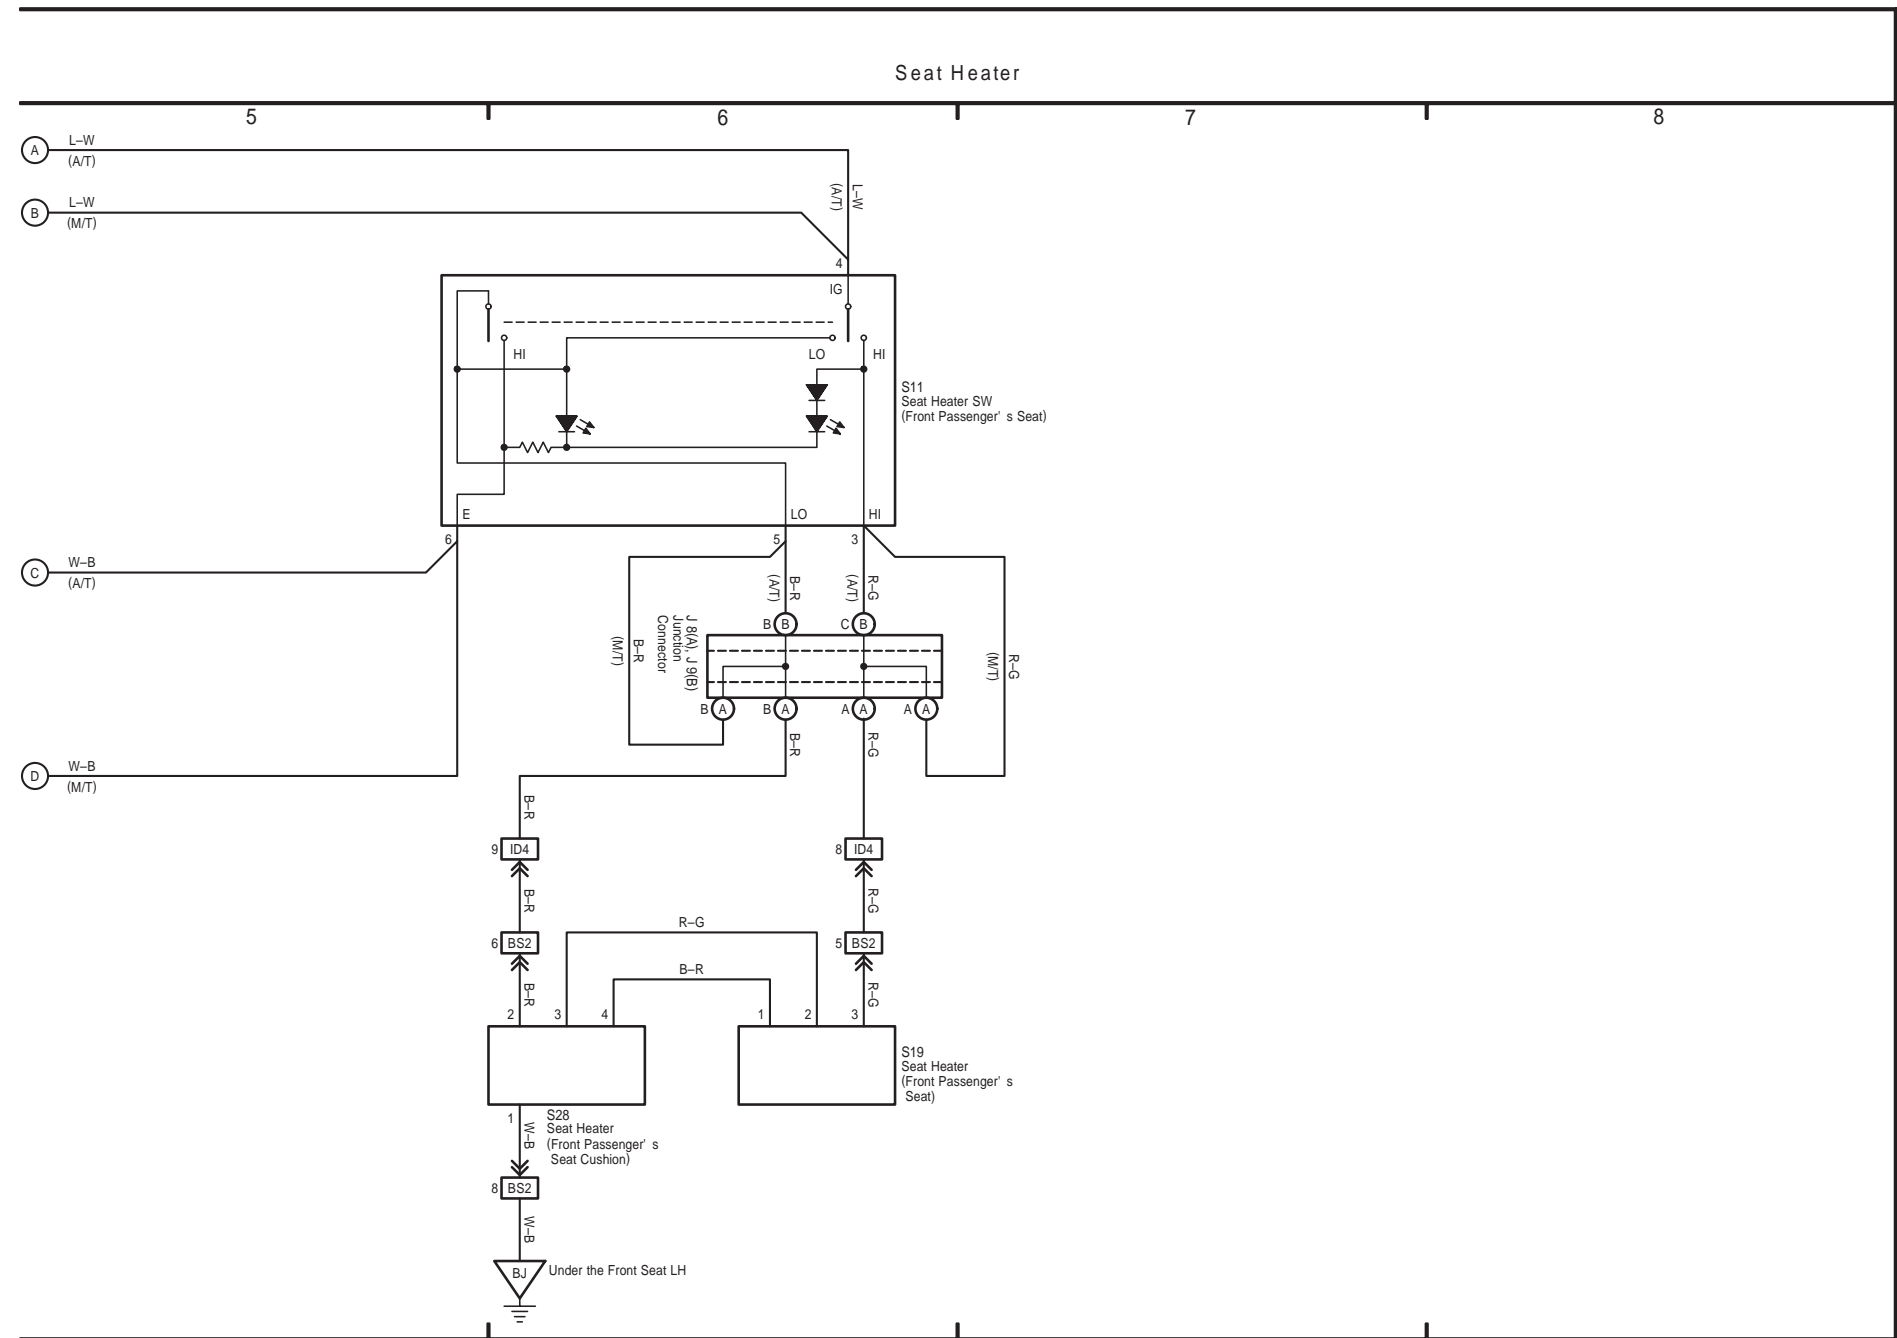 Seat Heater
5 6 7 8
A L–W (A/T)
L–W (A/T)
B L–W (M/T)
4
IG
HI LO HI
S11
Seat Heater SW
(Front Passenger' s Seat)
E LO HI
6 5 3
C W–B (A/T)
B–R (A/T)
R–G (A/T)
B B C B
B–R (M/T)
J 8(A), J 9(B)
Junction
Connector
R–G (M/T)
B A B A A A A A
B–R R–G
D W–B (M/T)
B–R
9 ID4 8 ID4
B–R R–G
R–G
6 BS2 5 BS2
B–R
B–R R–G
2 3 4 1 2 3
S19
Seat Heater
(Front Passenger' s
Seat)
1
W–B
S28
Seat Heater
(Front Passenger' s
Seat Cushion)
8 BS2
W–B
BJ Under the Front Seat LH